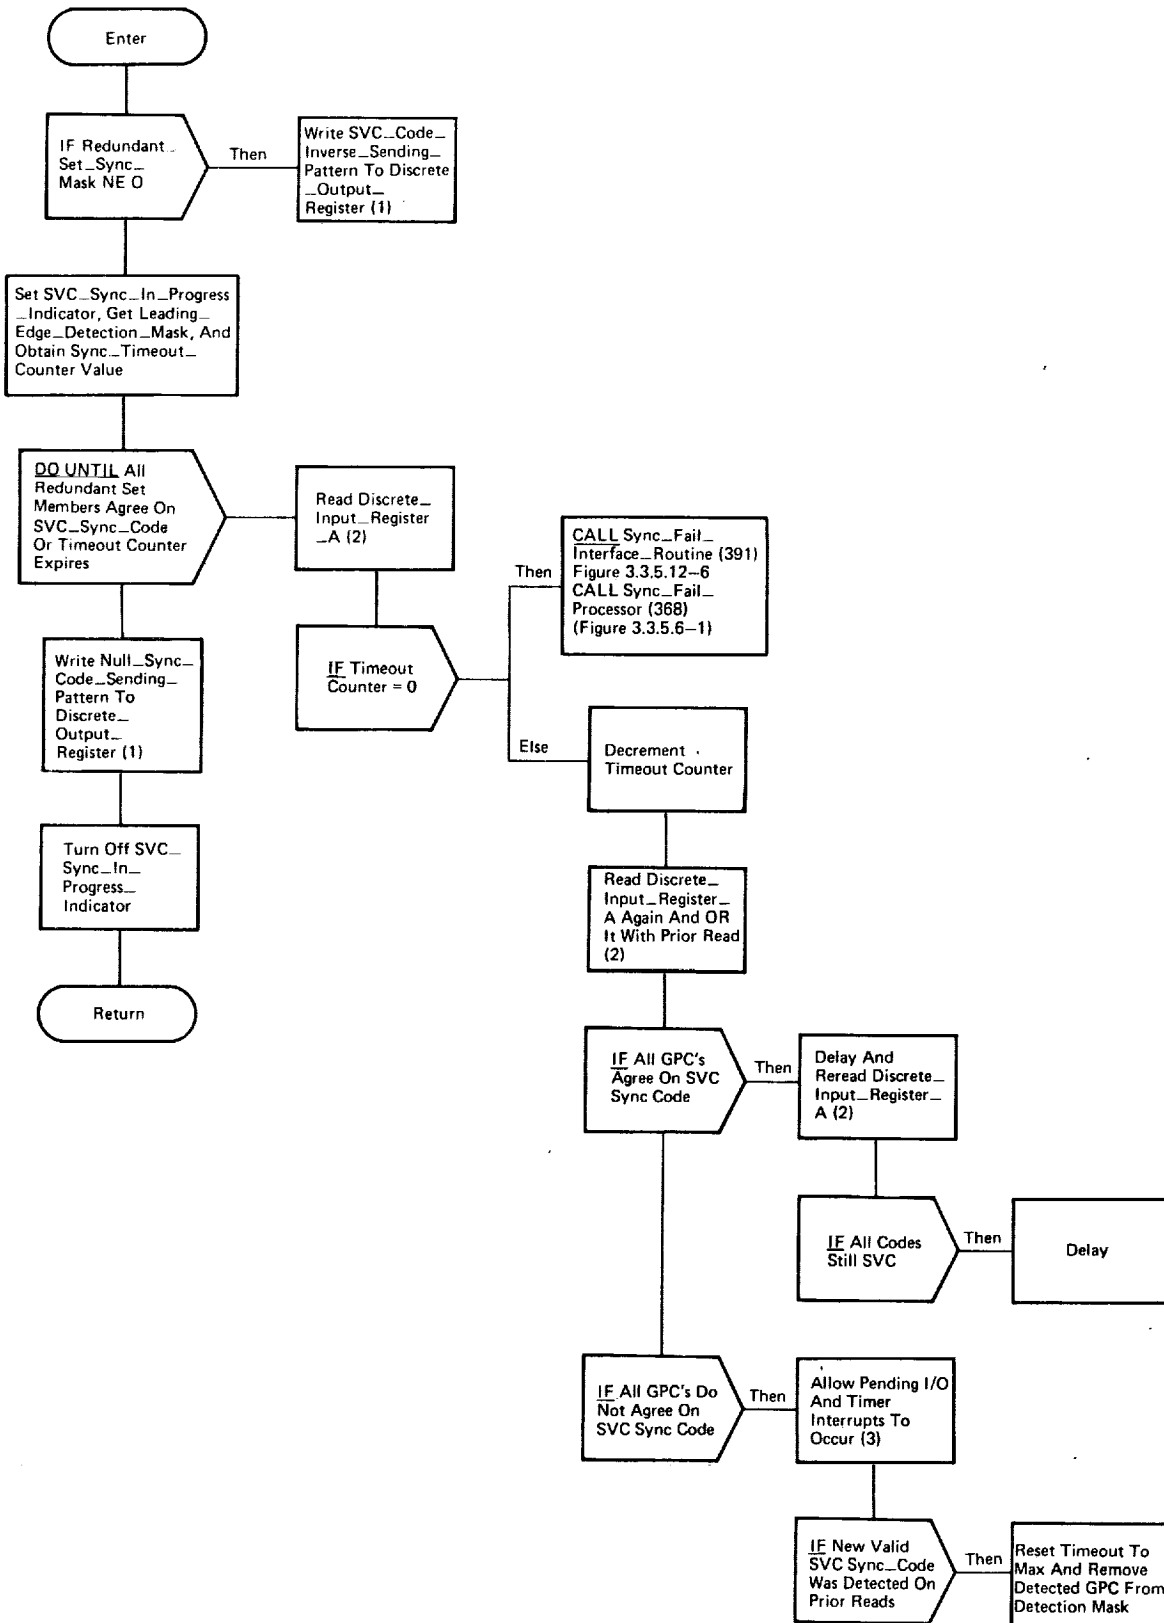 Enter
IF Redundant_
Set_Sync_
Mask NE O
Then
Write SVC_Code_
Inverse_Sending_
Pattern To Discrete
_Output_
Register (1)
Set SVC_Sync_In_Progress
_Indicator, Get Leading_
Edge_Detection_Mask, And
Obtain Sync_Timeout_
Counter Value
DO UNTIL All
Redundant Set
Members Agree On
SVC_Sync_Code
Or Timeout Counter
Expires
Read Discrete_
Input_Register
_A (2)
IF Timeout
Counter = 0
Then
CALL Sync_Fail_
Interface_Routine (391)
Figure 3.3.5.12–6
CALL Sync_Fail_
Processor (368)
(Figure 3.3.5.6–1)
Else
Decrement
Timeout Counter
Read Discrete_
Input_Register_
A Again And OR
It With Prior Read
(2)
IF All GPC's
Agree On SVC
Sync Code
Then
Delay And
Reread Discrete_
Input_Register_
A (2)
IF All Codes
Still SVC
Then
Delay
IF All GPC's Do
Not Agree On
SVC Sync Code
Then
Allow Pending I/O
And Timer
Interrupts To
Occur (3)
IF New Valid
SVC Sync_Code
Was Detected On
Prior Reads
Then
Reset Timeout To
Max And Remove
Detected GPC From
Detection Mask
Write Null_Sync_
Code_Sending_
Pattern To
Discrete_
Output_
Register (1)
Turn Off SVC_
Sync_In_
Progress_
Indicator
Return